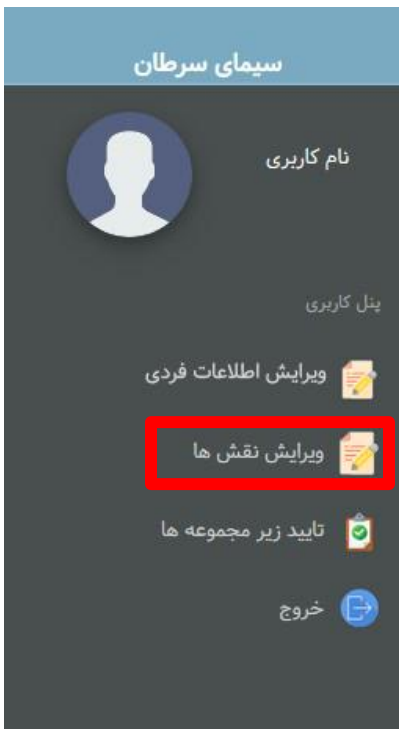 سیمای سرطان
نام کاربری
پنل کاربری
ویرایش اطلاعات فردی
ویرایش نقش ها
تایید زیر مجموعه ها
خروج